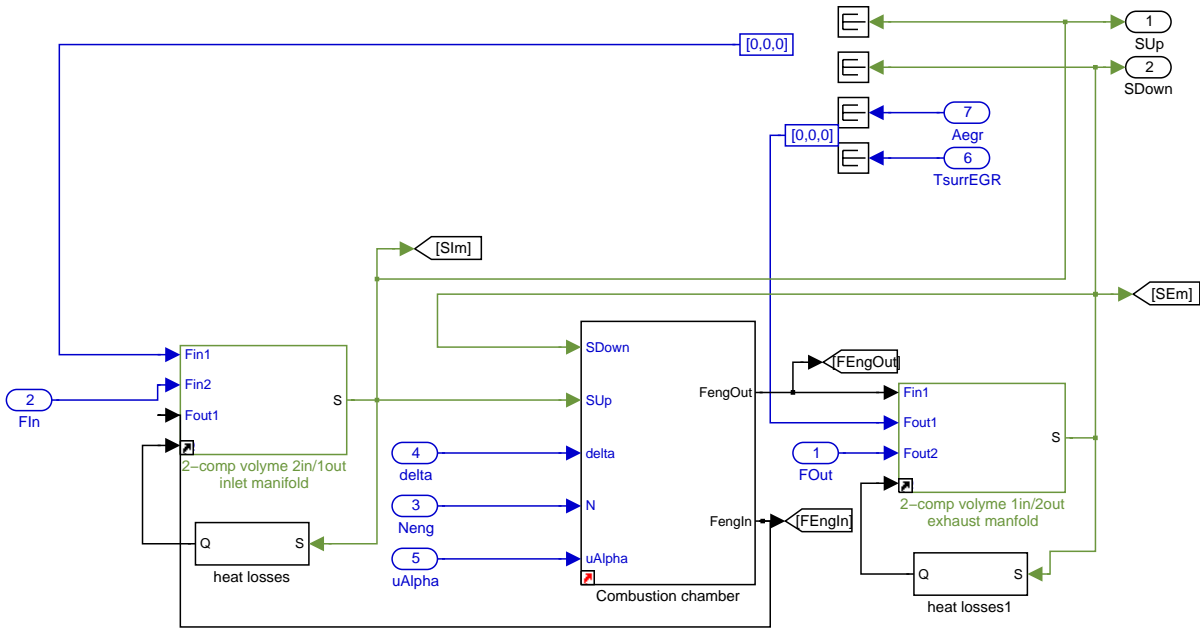 1
SUp
[0,0,0]
2
SDown
7
Aegr
[0,0,0]
6
TsurrEGR
[SIm]
[SEm]
Fin1
Fin2
Fout1
S
2
FIn
2−comp volyme 2in/1out
inlet manifold
SDown
SUp
delta
N
uAlpha
FengOut
FengIn
Combustion chamber
4
delta
3
Neng
5
uAlpha
[FEngOut]
[FEngIn]
Fin1
Fout1
Fout2
S
1
FOut
2−comp volyme 1in/2out
exhaust manfold
Q
S
heat losses
Q
S
heat losses1